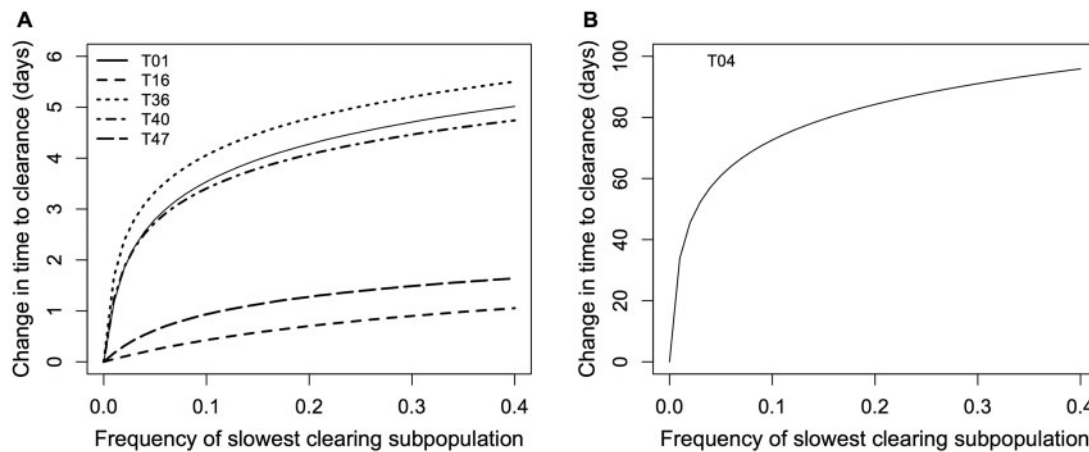 A
Change in time to clearance (days)
6
5
4
3
2
1
0
T01
T16
T36
T40
T47
0.0 0.1 0.2 0.3 0.4
Frequency of slowest clearing subpopulation
B
Change in time to clearance (days)
100
80
60
40
20
0
T04
0.0 0.1 0.2 0.3 0.4
Frequency of slowest clearing subpopulation